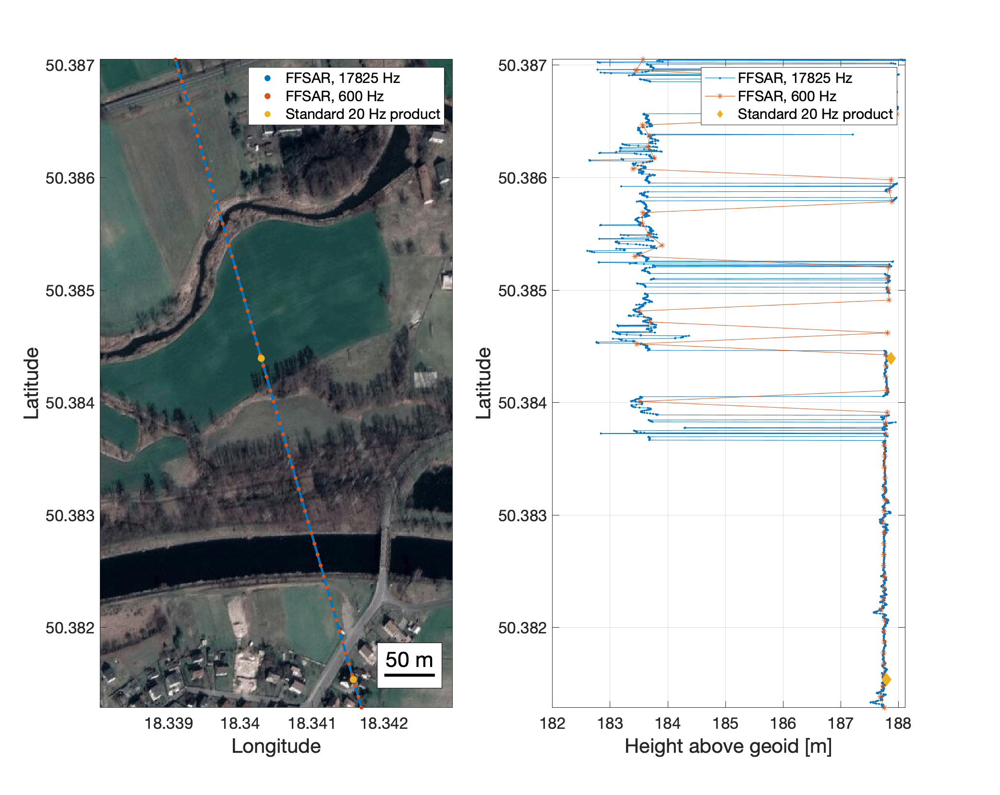 50.387
50.386
50.385
50.384
50.383
50.382
Latitude
FFSAR, 17825 Hz
FFSAR, 600 Hz
Standard 20 Hz product
50 m
18.339
18.34
18.341
18.342
Longitude
50.387
50.386
50.385
50.384
50.383
50.382
Latitude
FFSAR, 17825 Hz
FFSAR, 600 Hz
Standard 20 Hz product
182
183
184
185
186
187
188
Height above geoid [m]